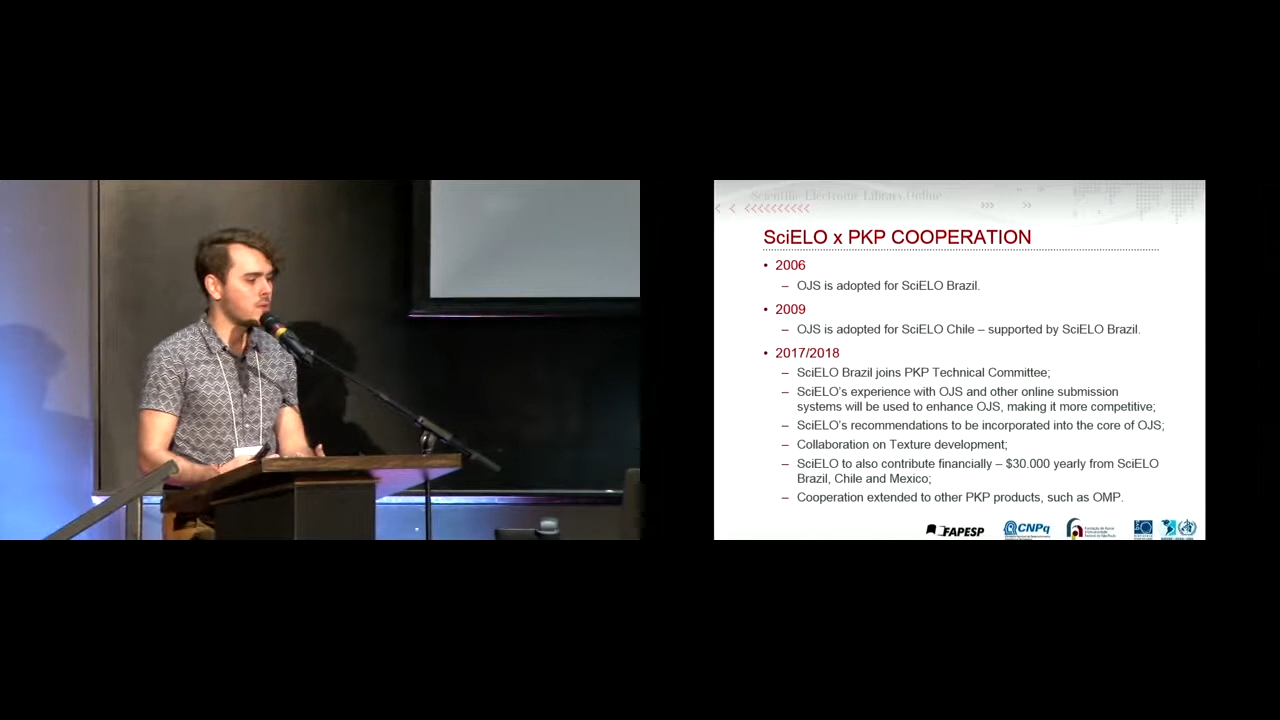 Scientific Electronic Library Online
SciELO x PKP COOPERATION
• 2006
– OJS is adopted for SciELO Brazil.
• 2009
– OJS is adopted for SciELO Chile – supported by SciELO Brazil.
• 2017/2018
– SciELO Brazil joins PKP Technical Committee;
– SciELO's experience with OJS and other online submission
systems will be used to enhance OJS, making it more competitive;
– SciELO's recommendations to be incorporated into the core of OJS;
– Collaboration on Texture development;
– SciELO to also contribute financially – $30.000 yearly from SciELO
Brazil, Chile and Mexico;
– Cooperation extended to other PKP products, such as OMP.
FAPESP
CNPq